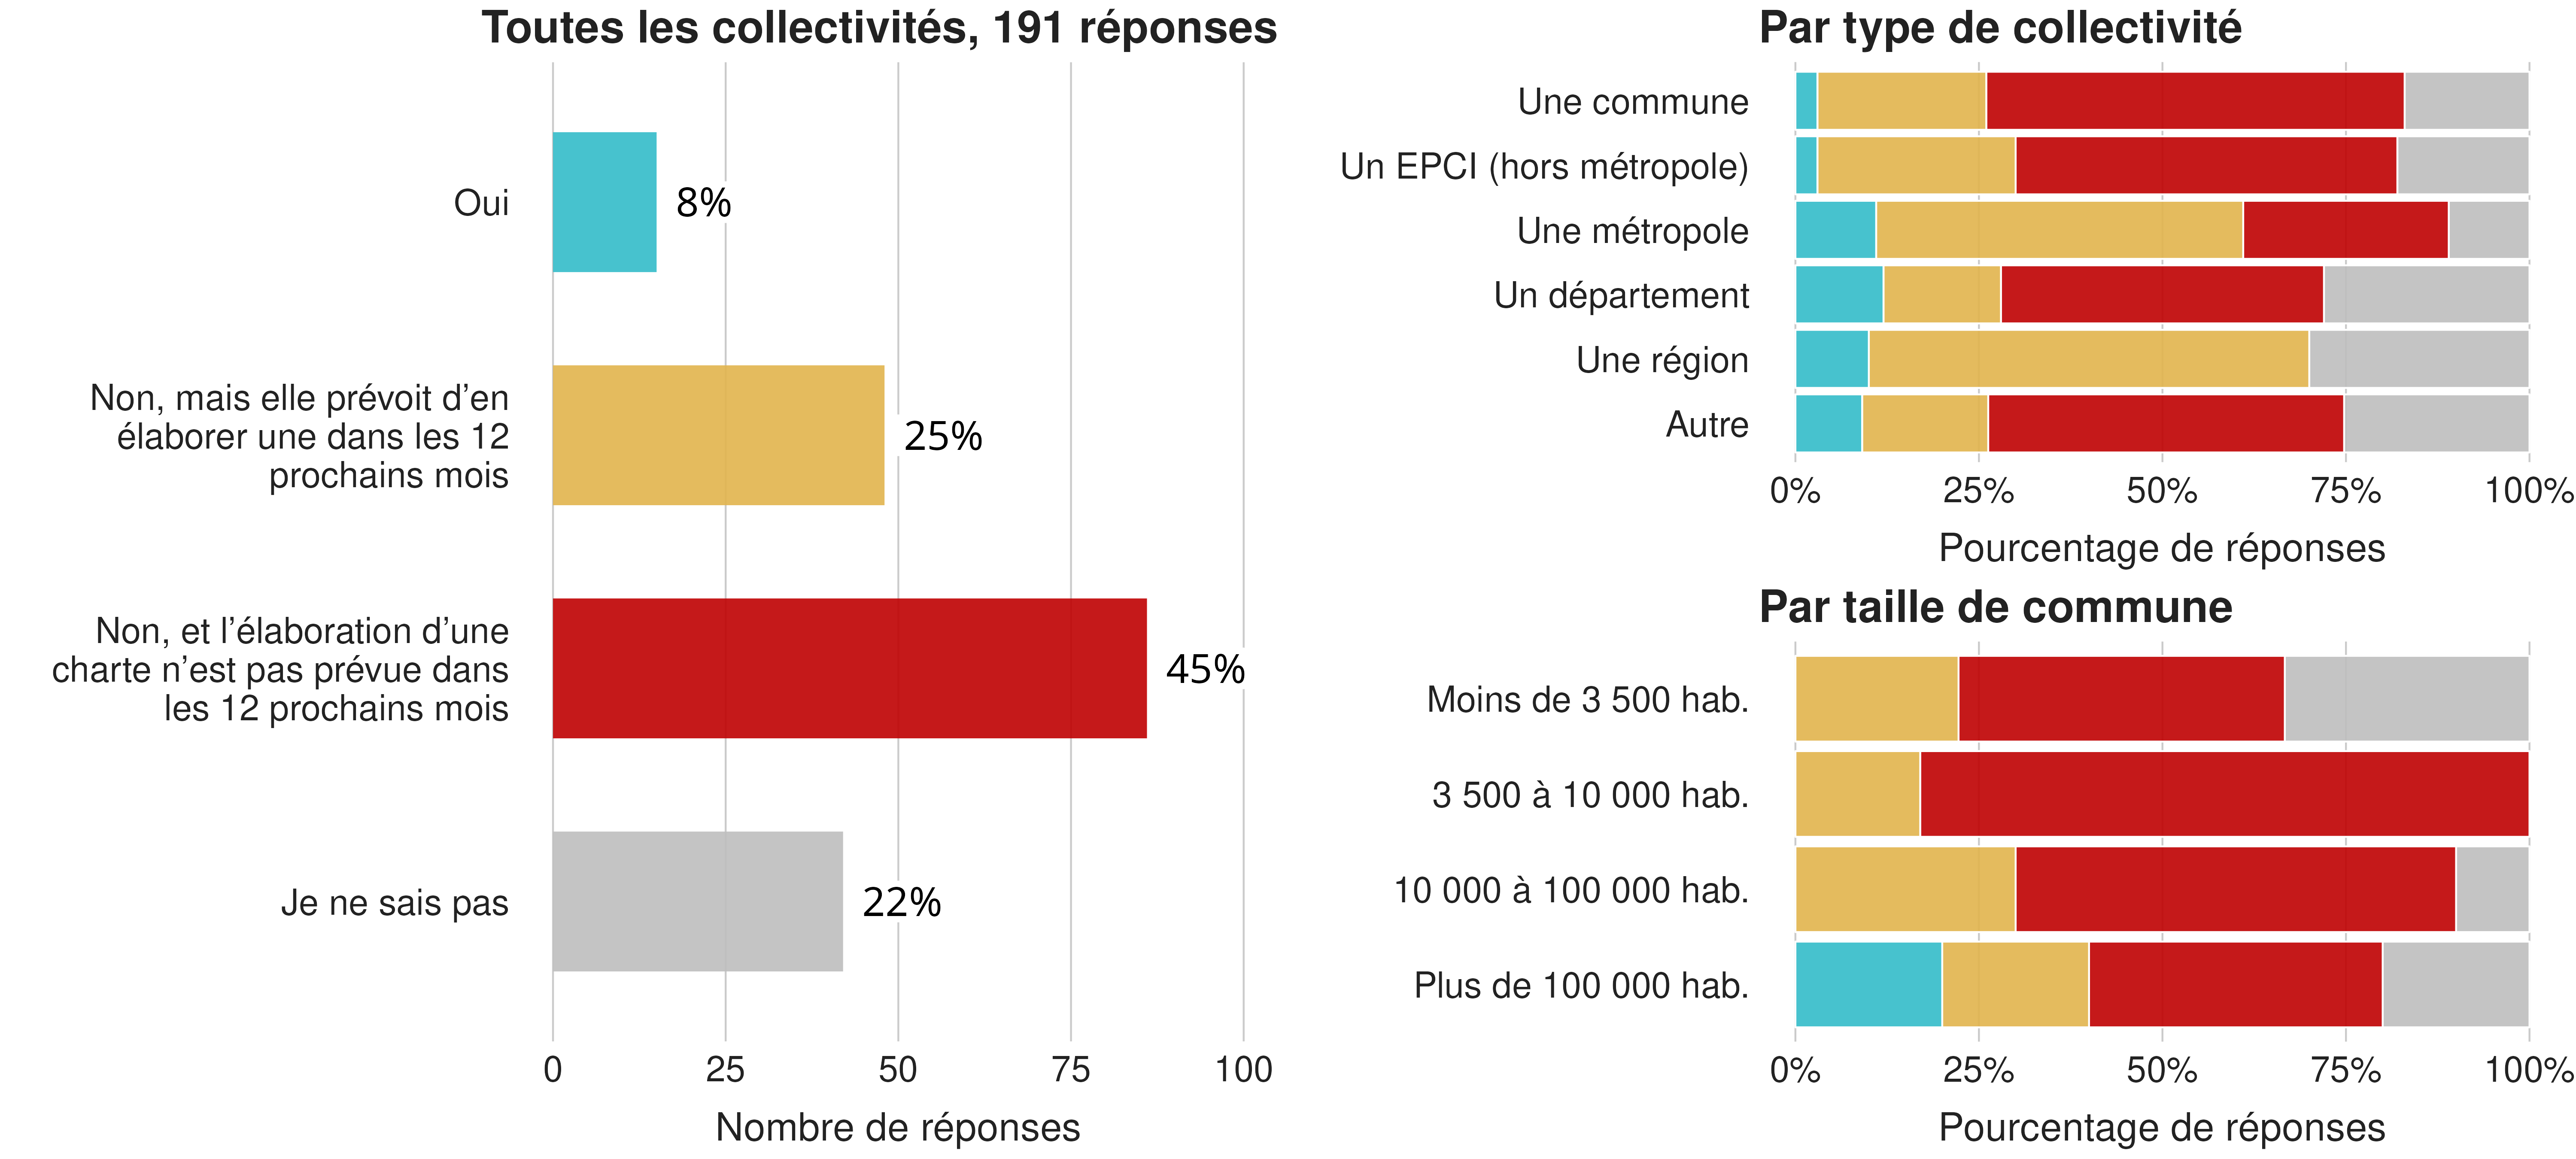 Toutes les collectivités, 191 réponses
Oui
8%
Non, mais elle prévoit d’en
élaborer une dans les 12
prochains mois
25%
Non, et l’élaboration d’une
charte n’est pas prévue dans
les 12 prochains mois
45%
Je ne sais pas
22%
0 25 50 75 100
Nombre de réponses
Par type de collectivité
Une commune
Un EPCI (hors métropole)
Une métropole
Un département
Une région
Autre
0% 25% 50% 75% 100%
Pourcentage de réponses
Par taille de commune
Moins de 3 500 hab.
3 500 à 10 000 hab.
10 000 à 100 000 hab.
Plus de 100 000 hab.
0% 25% 50% 75% 100%
Pourcentage de réponses